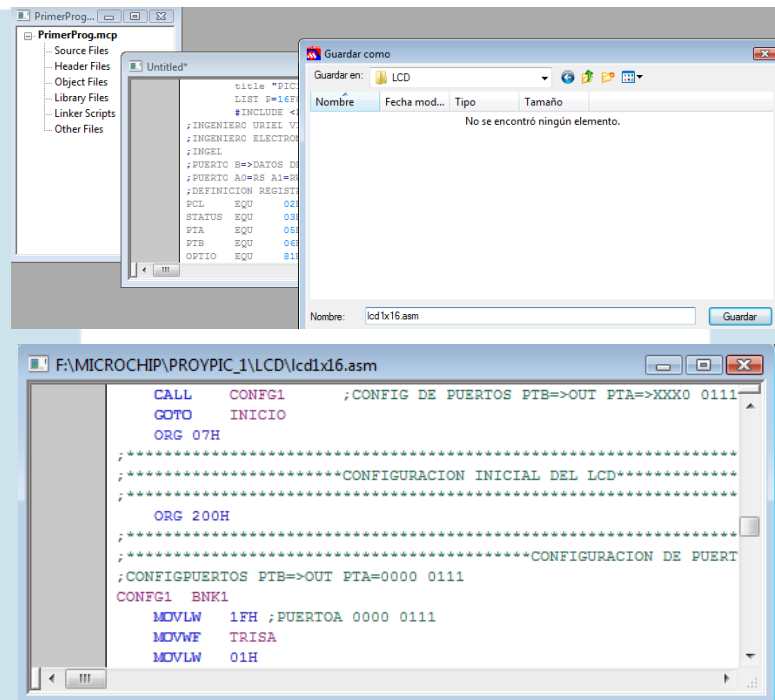 PrimerProg...
PrimerProg.mcp
Source Files
Header Files
Object Files
Library Files
Linker Scripts
Other Files
Untitled*
title "PIC
LIST P=16F
#INCLUDE <
;INGENIERO URIEL
;INGENIERO ELECTRON
;INGEL
;PUERTO B=>DATOS
;PUERTO A0=RS A1=R
;DEFINICION REGIST
PCL EQU 02
STATUS EQU 03
PTA EQU 05
PTB EQU 06
OPTIO EQU 81
Guardar como
Guardar en: LCD
Nombre Fecha mod... Tipo Tamaño
No se encontró ningún elemento.
Nombre: lcd1x16.asm Guardar
F:\MICROCHIP\PROYPIC_1\LCD\lcd1x16.asm
CALL CONFG1 ;CONFIG DE PUERTOS PTB=>OUT PTA=>XXX0 0111
GOTO INICIO
ORG 07H
;*****************************************************************
;***********************CONFIGURACION INICIAL DEL LCD*************
;*****************************************************************
ORG 200H
;*****************************************************************
;*******************************************CONFIGURACION DE PUERT
;CONFIGPUERTOS PTB=>OUT PTA=0000 0111
CONFG1 BNK1
MOVLW 1FH ;PUERTOA 0000 0111
MOVWF TRISA
MOVLW 01H